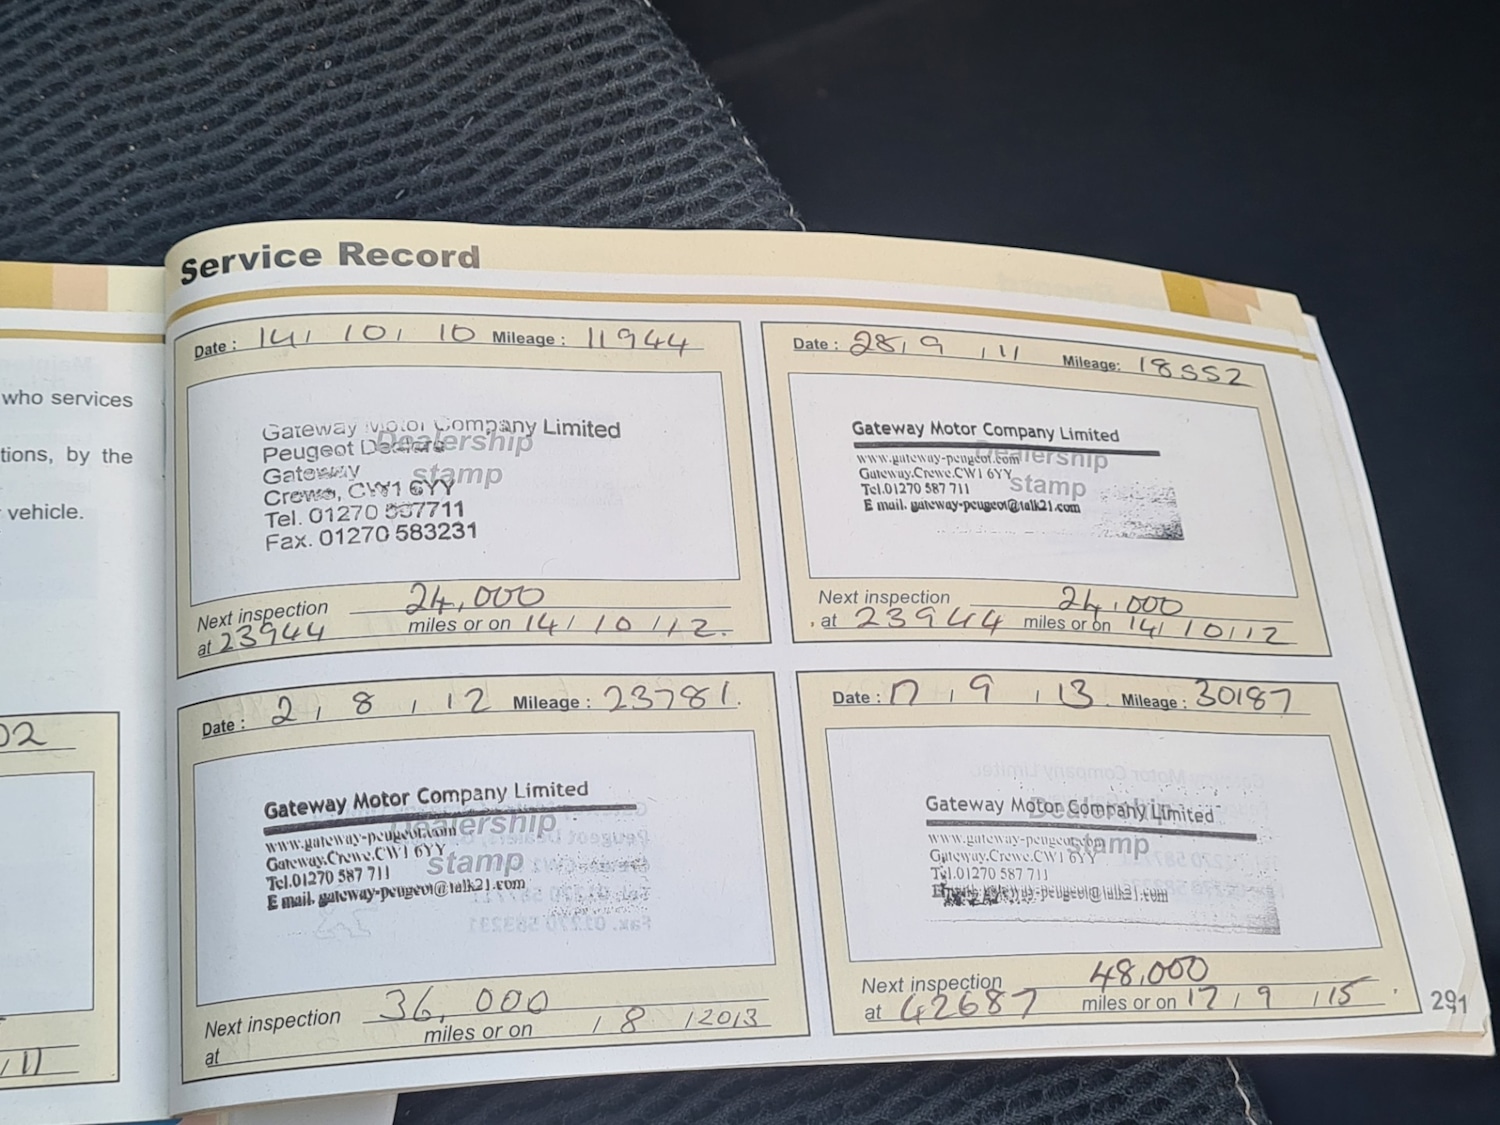 who services
tions, by the
vehicle.
02
/11
Service Record
Date : 14/ 10/ 10 Mileage : 11944
Gateway Motor Company Limited
Peugeot Dealers
Dealership
Gateway
stamp
Crewe, CW1 6YY
Tel. 01270 587711
Fax. 01270 583231
Next inspection 24,000
at 23944 miles or on 14/ 10 /12.
Date : 28/9 /11 Mileage: 18552
Gateway Motor Company Limited
Dealership
www.gateway-peugeot.com
Gateway.Crewe.CW1 6YY
stamp
Tel.01270 587 711
E mail. gateway-peugeot@talk21.com
Next inspection 24,000
at 23944 miles or on 14/10/12
Date : 2 / 8 / 12 Mileage : 23781.
Gateway Motor Company Limited
Dealership
www.gateway-peugeot.com
Gateway.Crewe.CW1 6YY
stamp
Tel.01270 587 711
E mail. gateway-peugeot@talk21.com
Next inspection 36,000
at miles or on / 8 /2013
Date : 17 / 9 / 13 Mileage : 30187
Gateway Motor Company Limited
Dealership
www.gateway-peugeot.com
stamp
Gateway.Crewe.CW1 6YY
Tel.01270 587 711
E mail. gateway-peugeot@talk21.com
Next inspection 48,000
at 42687 miles or on 17/ 9 /15
291